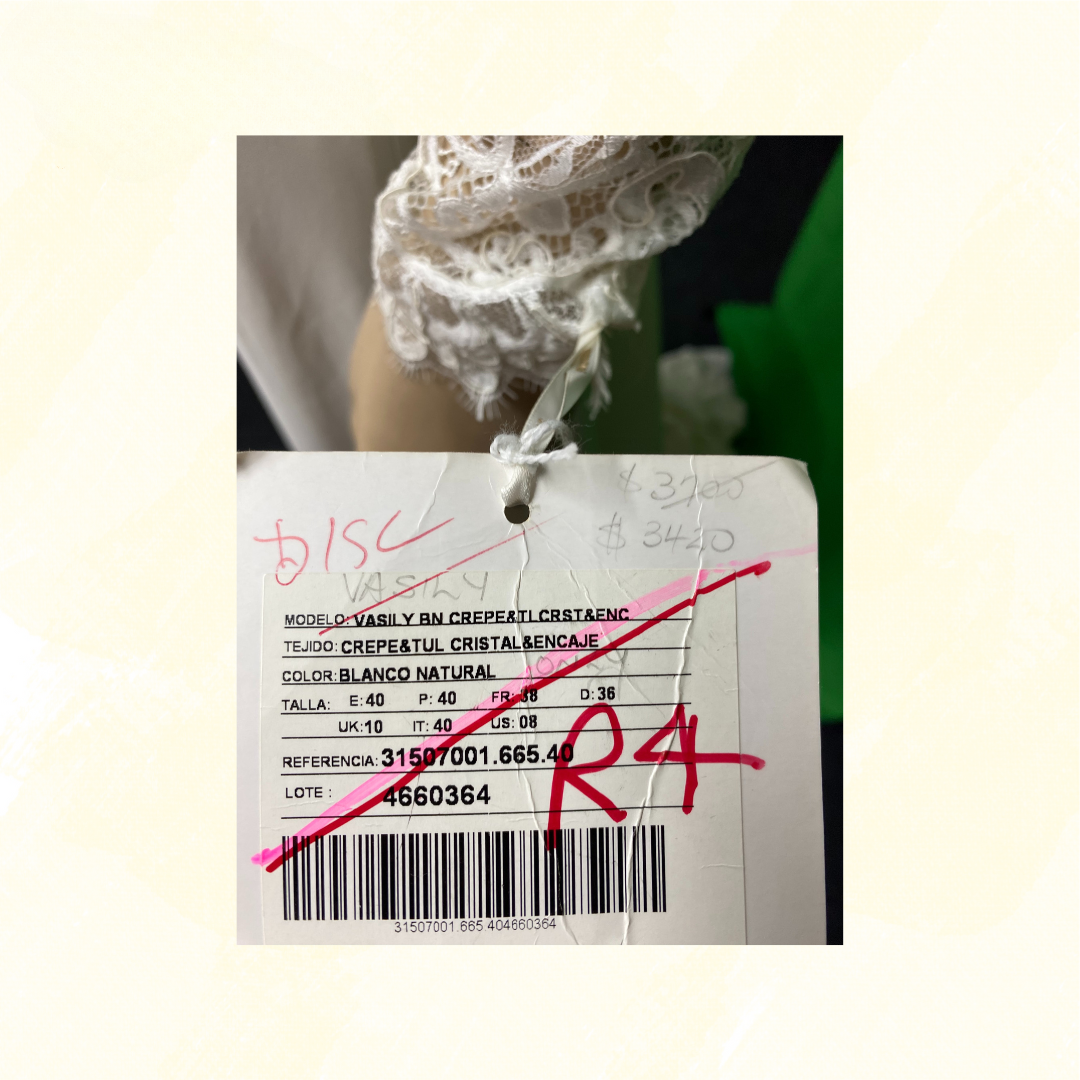 $ 3700
$ 3420
DISC
VASILY
MODELO: VASILY BN CREPE&TLCRST&ENC
TEJIDO: CREPE&TUL CRISTAL&ENCAJE
COLOR: BLANCO NATURAL
TALLA: E:40 P: 40 FR: 38 D: 36
UK:10 IT: 40 US: 08
REFERENCIA: 31507001.665.40
R4
LOTE : 4660364
31507001.665 404660364